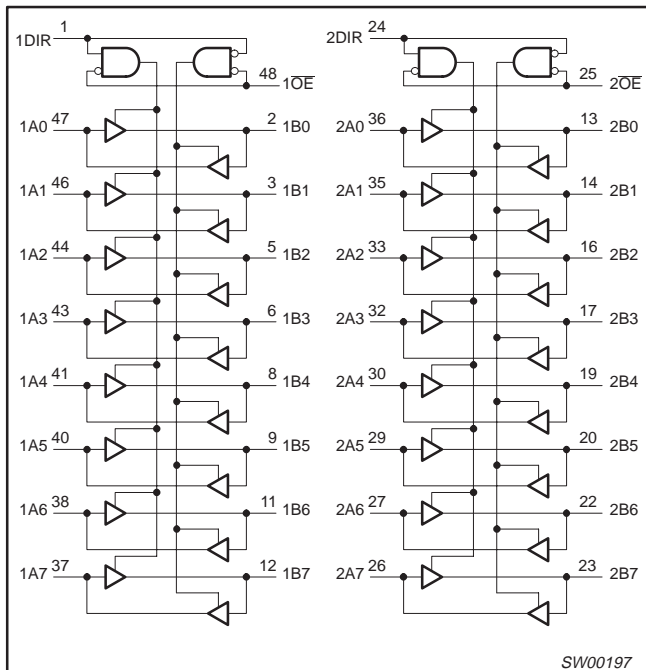 1DIR 1 2DIR 24
48 1OE 25 2OE
1A0 47 2 1B0 2A0 36 13 2B0
1A1 46 3 1B1 2A1 35 14 2B1
1A2 44 5 1B2 2A2 33 16 2B2
1A3 43 6 1B3 2A3 32 17 2B3
1A4 41 8 1B4 2A4 30 19 2B4
1A5 40 9 1B5 2A5 29 20 2B5
1A6 38 11 1B6 2A6 27 22 2B6
1A7 37 12 1B7 2A7 26 23 2B7
SW00197